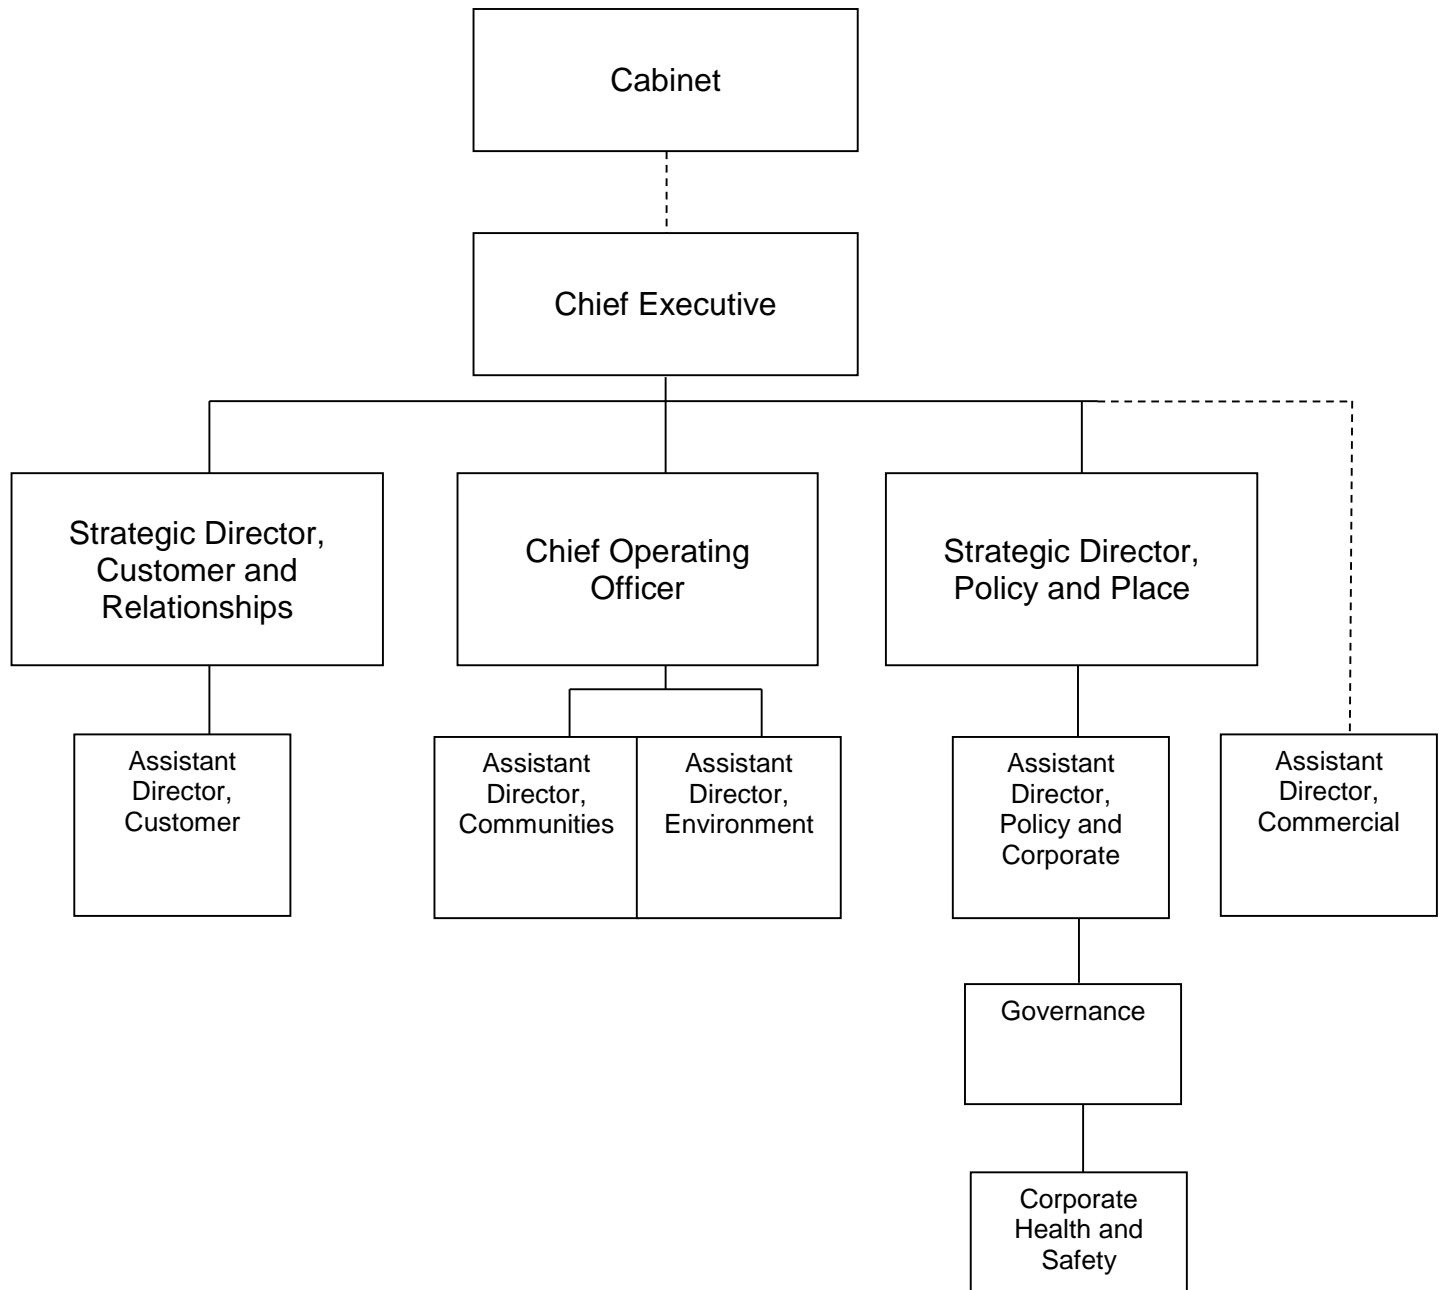 Cabinet
Chief Executive
Strategic Director,
Customer and
Relationships
Chief Operating
Officer
Strategic Director,
Policy and Place
Assistant
Director,
Customer
Assistant
Director,
Communities
Assistant
Director,
Environment
Assistant
Director,
Policy and
Corporate
Assistant
Director,
Commercial
Governance
Corporate
Health and
Safety